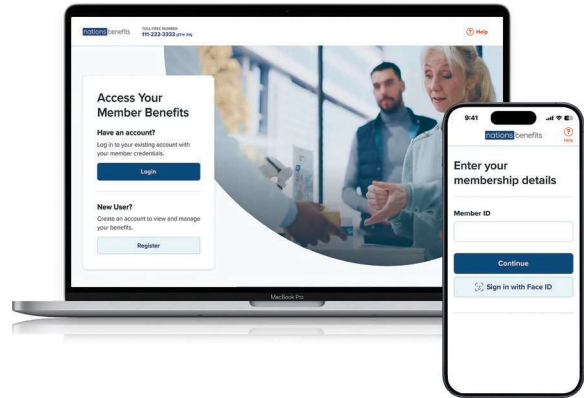 nations benefits
TOLL-FREE NUMBER
111-222-3333 (TTY: 711)
Help
Access Your
Member Benefits
Have an account?
Log in to your existing account with
your member credentials.
Login
New User?
Create an account to view and manage
your benefits.
Register
MacBook Pro
9:41
nations benefits
Help
Enter your
membership details
Member ID
Continue
Sign in with Face ID